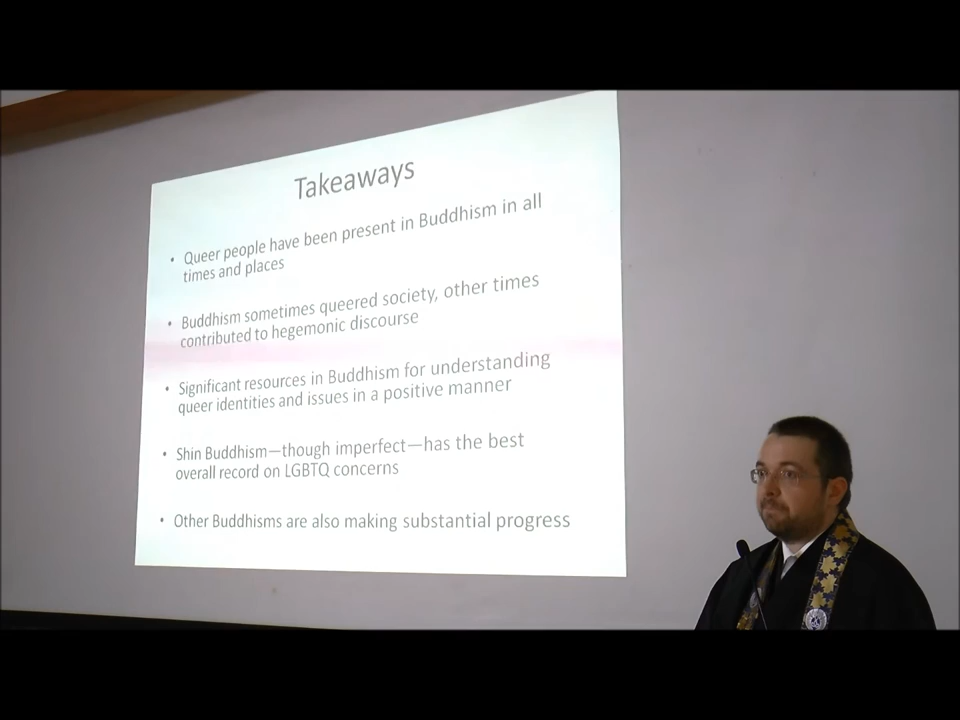 Takeaways
• Queer people have been present in Buddhism in all
times and places
• Buddhism sometimes queered society, other times
contributed to hegemonic discourse
• Significant resources in Buddhism for understanding
queer identities and issues in a positive manner
• Shin Buddhism—though imperfect—has the best
overall record on LGBTQ concerns
• Other Buddhisms are also making substantial progress